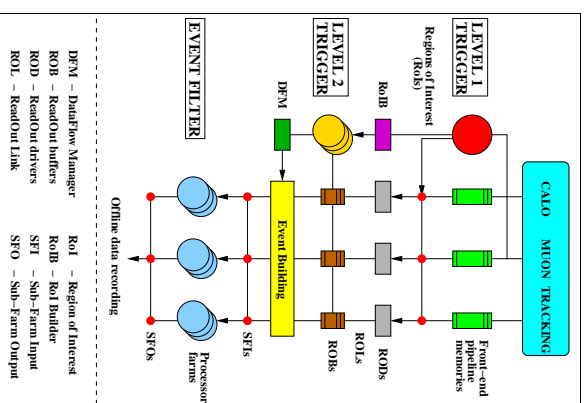 CALO MUON TRACKING
LEVEL 1
TRIGGER
Front−end
pipeline
memories
Regions of Interest
(RoIs)
RODs
RoIB
ROLs
LEVEL 2
TRIGGER
ROBs
DFM
Event Building
SFIs
EVENT FILTER
Processor
farms
SFOs
Offline data recording
DFM − DataFlow Manager
ROB − ReadOut buffers
ROD − ReadOut drivers
ROL − ReadOut Link
RoI − Region of Interest
RoIB − RoI Builder
SFI − Sub−Farm Input
SFO − Sub−Farm Output